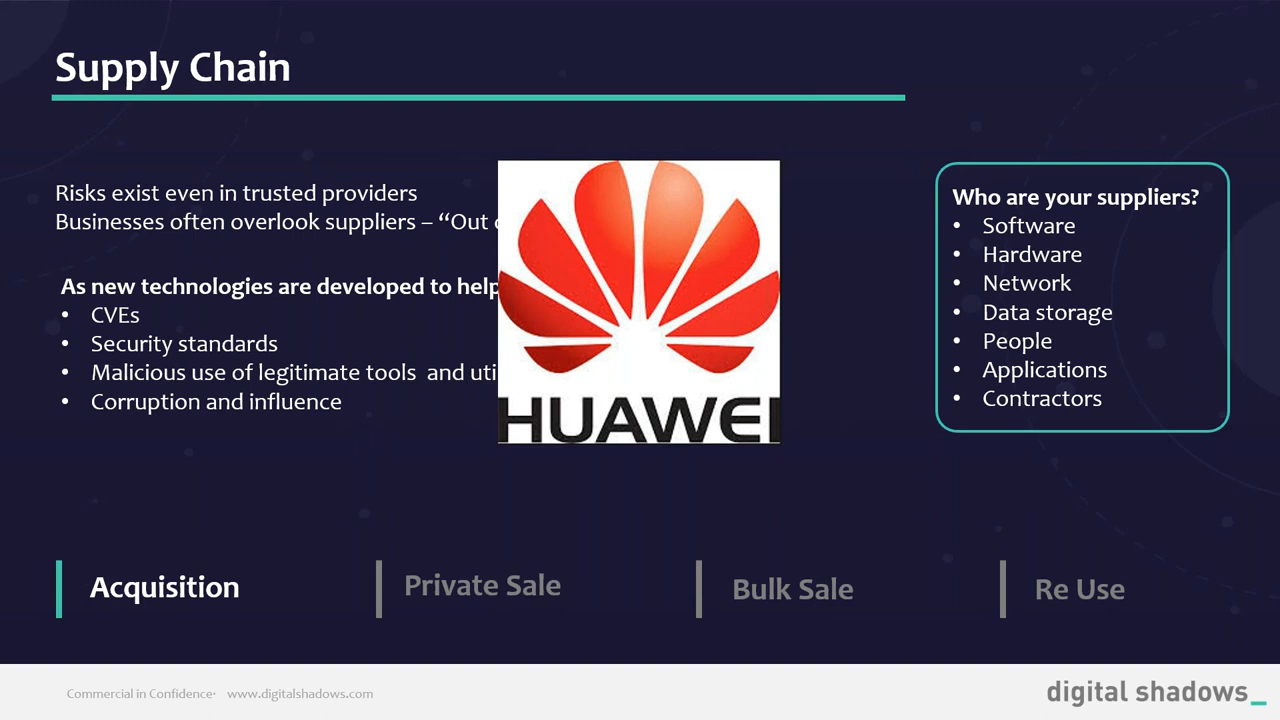 Supply Chain
Risks exist even in trusted providers
Businesses often overlook suppliers – “Out
As new technologies are developed to help
• CVEs
• Security standards
• Malicious use of legitimate tools  and
• Corruption and influence
HUAWEI
Who are your suppliers?
• Software
• Hardware
• Network
• Data storage
• People
• Applications
• Contractors
Acquisition
Private Sale
Bulk Sale
Re Use
Commercial in Confidence· www.digitalshadows.com
digital shadows_